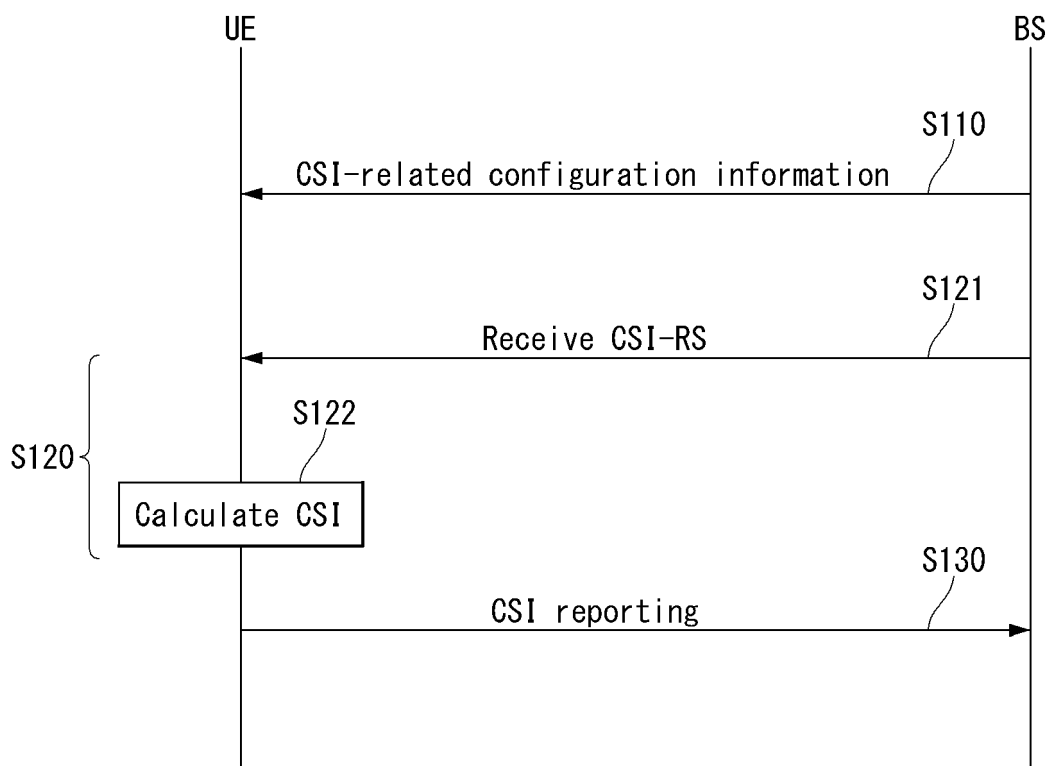 UE
BS
S110
CSI-related configuration information
S121
Receive CSI-RS
S122
S120
Calculate CSI
S130
CSI reporting